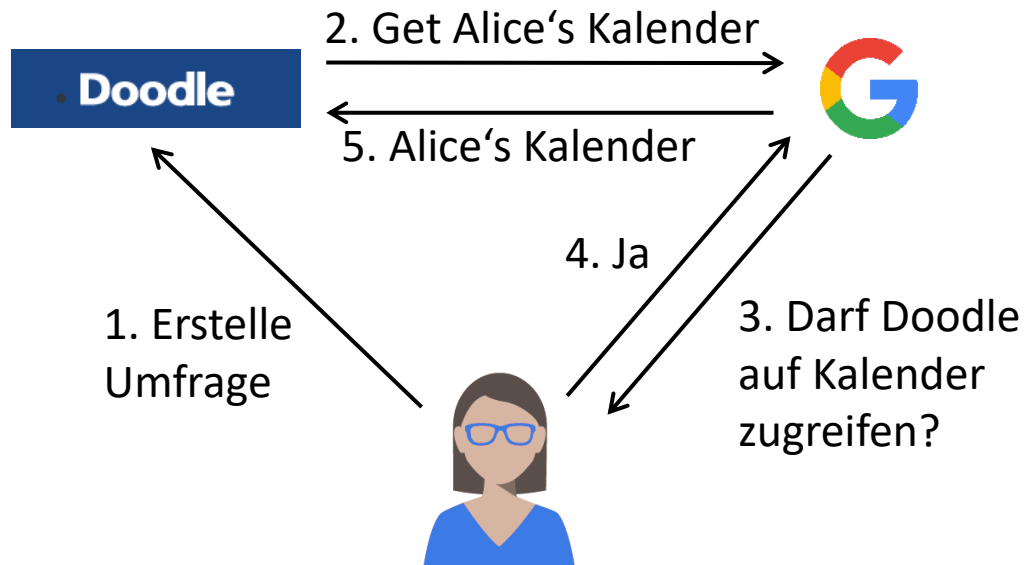 2. Get Alice‘s Kalender
Doodle
5. Alice‘s Kalender
4. Ja
1. Erstelle
Umfrage
3. Darf Doodle
auf Kalender
zugreifen?